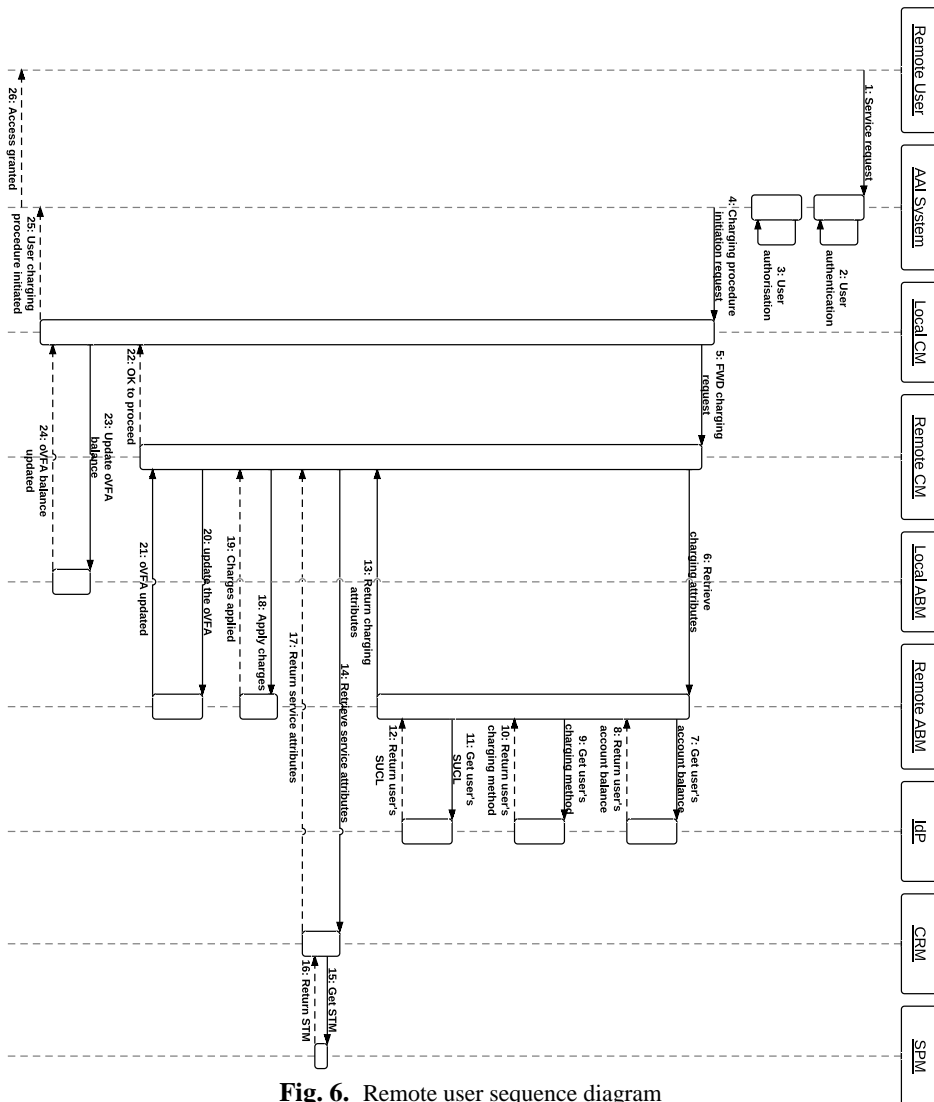 Remote User
AAI System
Local CM
Remote CM
Local ABM
Remote ABM
IdP
CRM
SPM
1: Service request
2: User
authentication
3: User
authorisation
4: Charging procedure
initiation request
5: FWD charging
request
6: Retrieve
charging attributes
7: Get user's
account balance
8: Return user's
account balance
9: Get user's
charging method
10: Return user's
charging method
11: Get user's
SUCL
12: Return user's
SUCL
13: Return charging
attributes
14: Retrieve service attributes
15: Get STM
16: Return STM
17: Return service attributes
18: Apply charges
19: Charges applied
20: update the oVFA
21: oVFA updated
22: OK to proceed
23: Update oVFA
balance
24: oVFA balance
updated
25: User charging
procedure initiated
26: Access granted
Fig. 6. Remote user sequence diagram